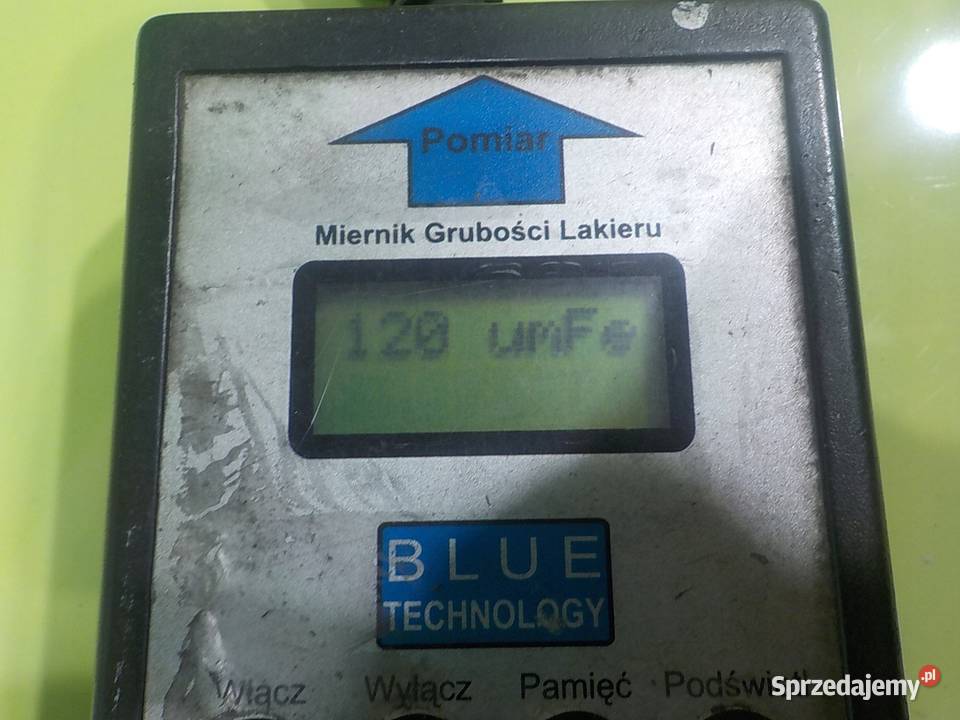 Pomiar
Miernik Grubości Lakieru
120 umFe
BLUE
TECHNOLOGY
Włącz Wyłącz Pamięć
Sprzedajemy.pl